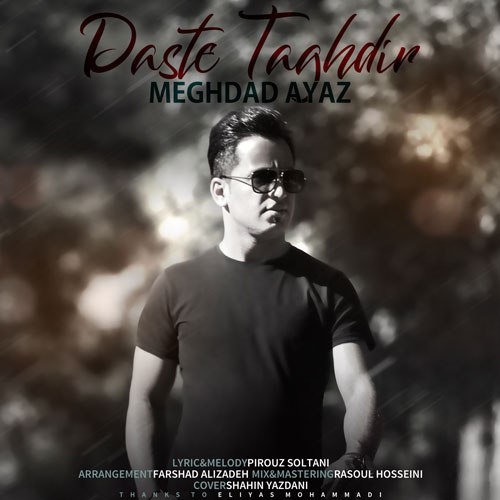 Daste Taghdir
MEGHDAD AYAZ
LYRIC&MELODYPIROUZ SOLTANI
ARRANGEMENTFARSHAD ALIZADEH MIX&MASTERINGRASOUL HOSSEINI
COVERSHAHIN YAZDANI
THANKS TO ELIYAS MOHAMMADI